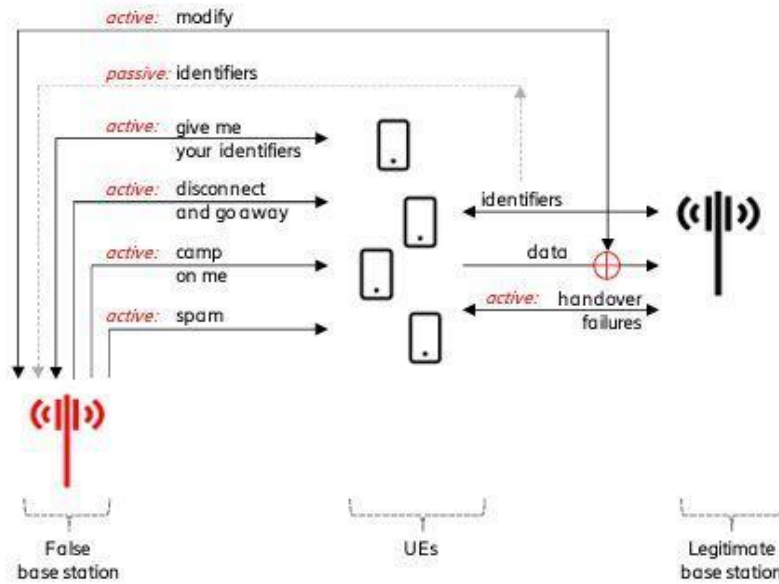 active: modify
passive: identifiers
active: give me
your identifiers
active: disconnect
and go away
identifiers
active: camp
on me
data
active: handover
failures
active: spam
False
base station
UEs
Legitimate
base station